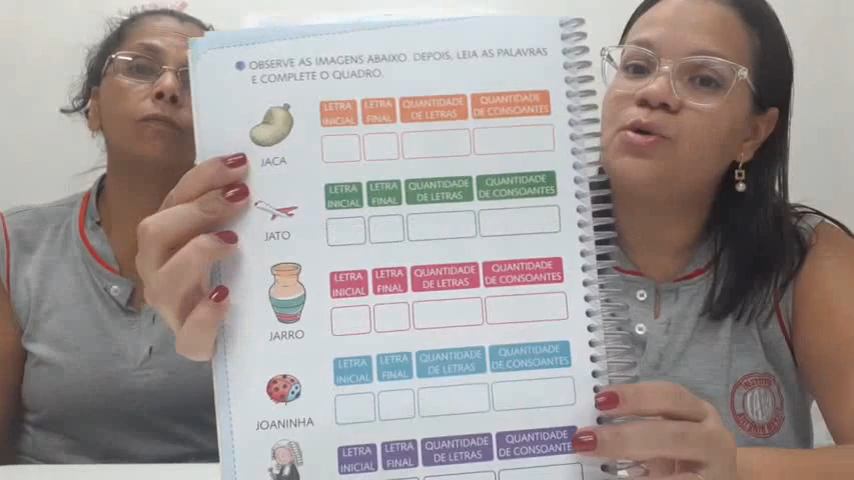 OBSERVE AS IMAGENS ABAIXO. DEPOIS, LEIA AS PALAVRAS
E COMPLETE O QUADRO.
LETRA INICIAL LETRA FINAL QUANTIDADE DE LETRAS QUANTIDADE DE CONSOANTES
JACA
LETRA INICIAL LETRA FINAL QUANTIDADE DE LETRAS QUANTIDADE DE CONSOANTES
JATO
LETRA INICIAL LETRA FINAL QUANTIDADE DE LETRAS QUANTIDADE DE CONSOANTES
JARRO
LETRA INICIAL LETRA FINAL QUANTIDADE DE LETRAS QUANTIDADE DE CONSOANTES
JOANINHA
LETRA INICIAL LETRA FINAL QUANTIDADE DE LETRAS QUANTIDADE DE CONSOANTE
INSTITUTO